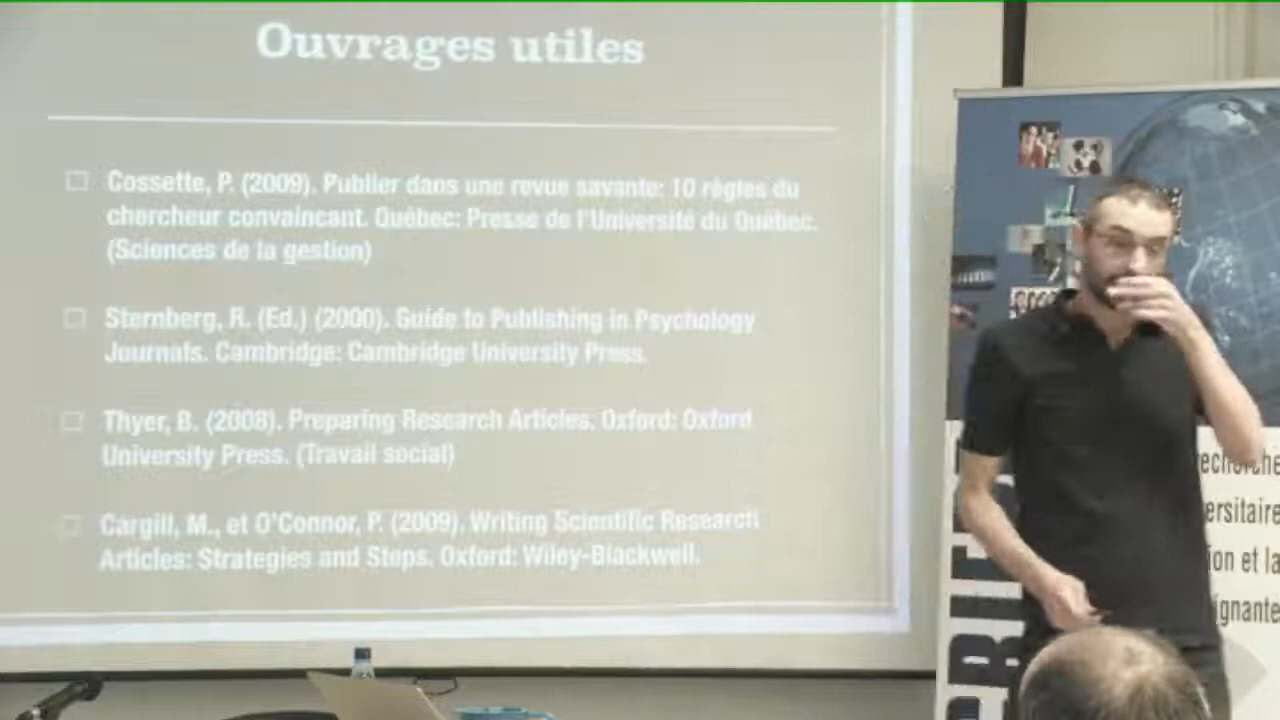 Ouvrages utiles
Cossette, P. (2009). Publier dans une revue savante: 10 règles du
chercheur convaincant. Québec: Presse de l'Université du Québec.
(Sciences de la gestion)
Sternberg, R. (Ed.) (2000). Guide to Publishing in Psychology
Journals. Cambridge: Cambridge University Press.
Thyer, B. (2008). Preparing Research Articles. Oxford: Oxford
University Press. (Travail social)
Cargill, M., et O'Connor, P. (2009). Writing Scientific Research
Articles: Strategies and Steps. Oxford: Wiley-Blackwell.
recherche
ersitaire
ion et la
ignante